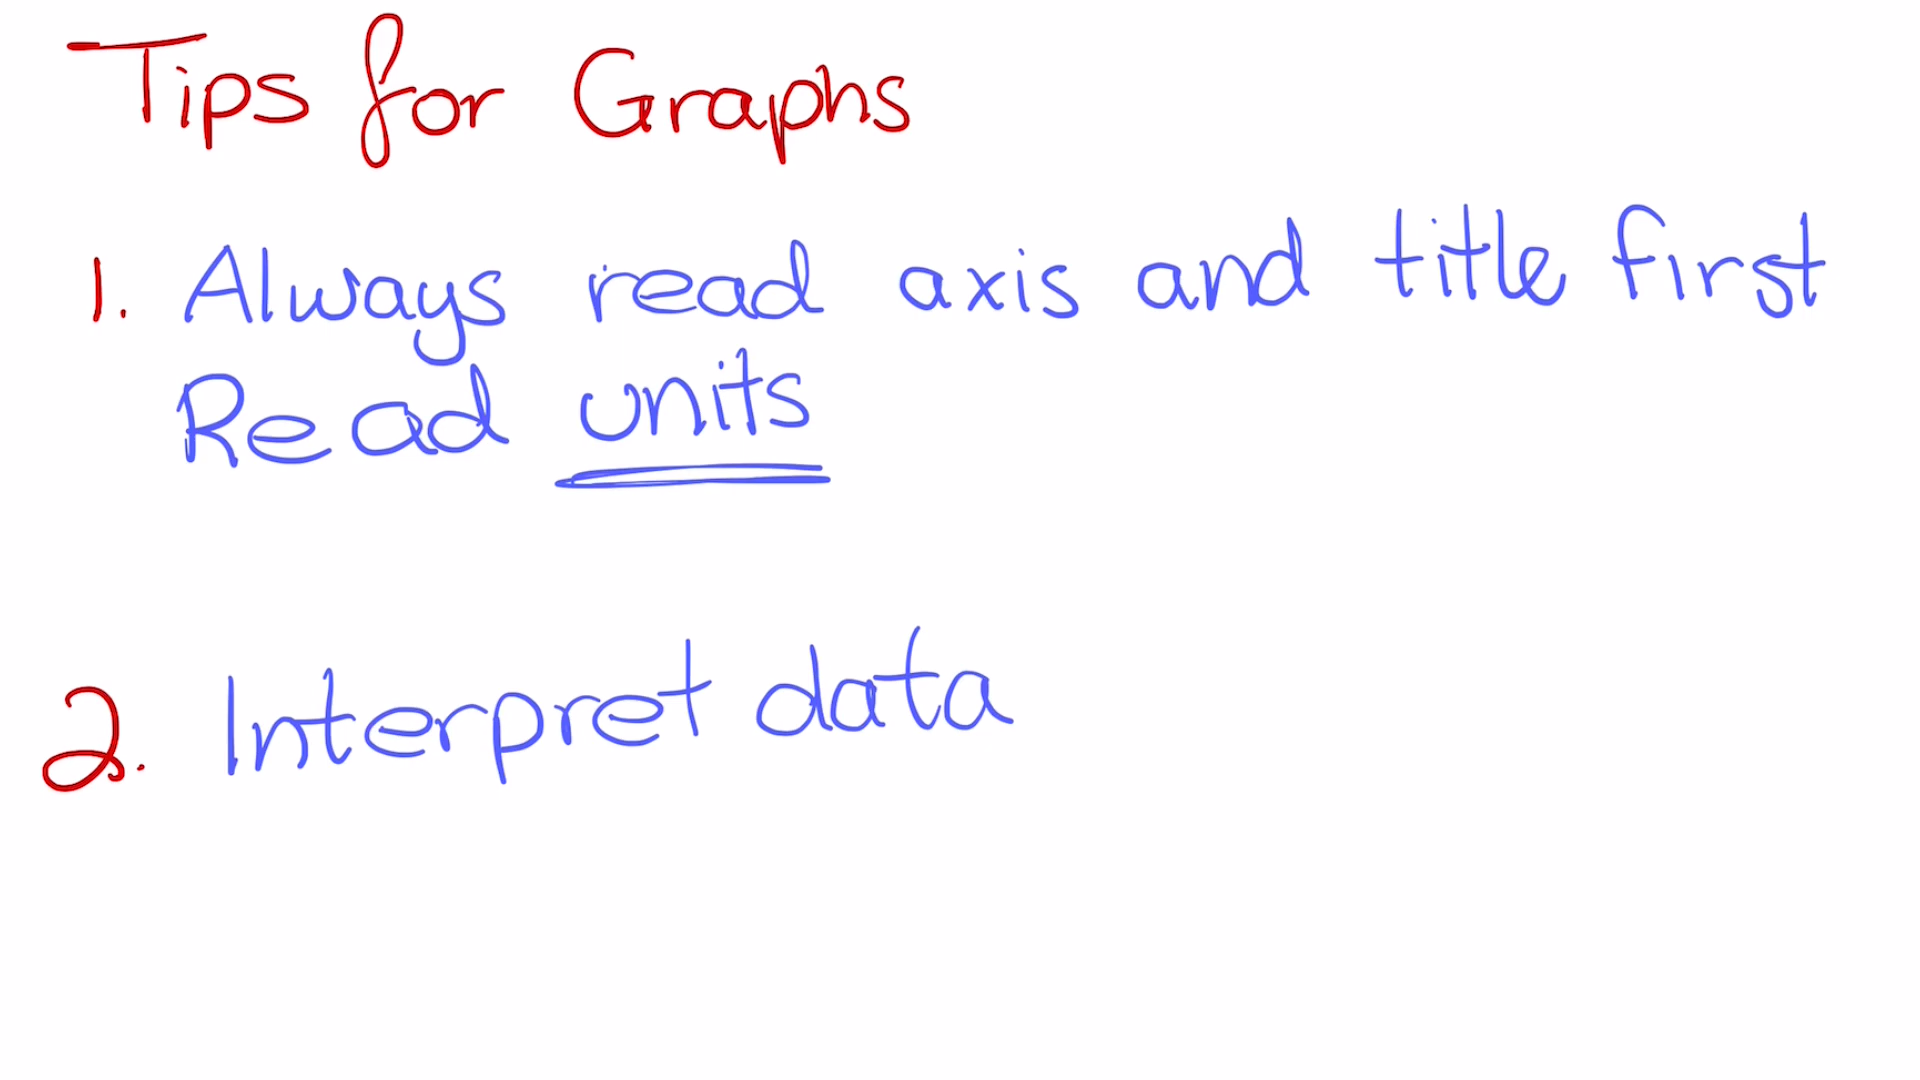 Tips for Graphs
1. Always read axis and title first
Read units
2. Interpret data